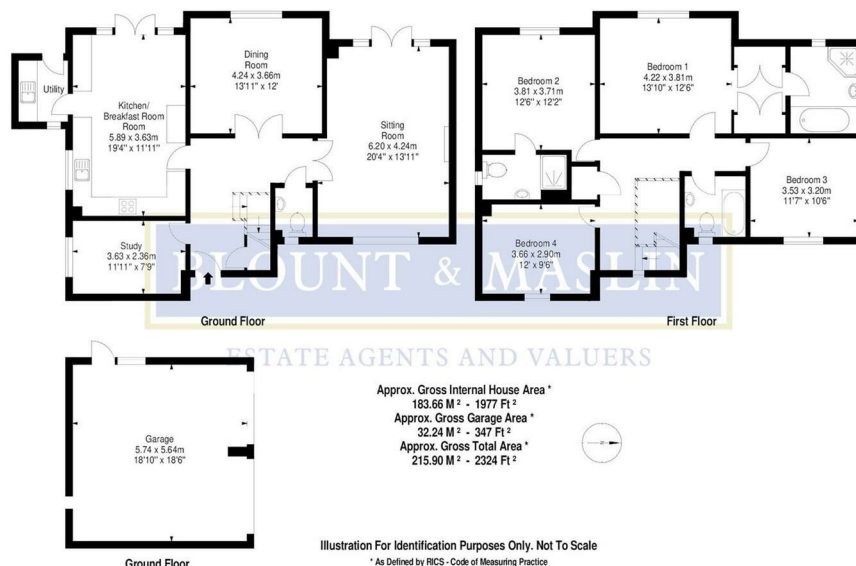 Utility
Kitchen/
Breakfast Room
Room
5.89 x 3.63m
19'4" x 11'11"
Dining
Room
4.24 x 3.66m
13'11" x 12'
Sitting
Room
6.20 x 4.24m
20'4" x 13'11"
Study
3.63 x 2.36m
11'11" x 7'9"
Ground Floor
Bedroom 2
3.81 x 3.71m
12'6" x 12'2"
Bedroom 1
4.22 x 3.81m
13'10" x 12'6"
Bedroom 3
3.53 x 3.20m
11'7" x 10'6"
Bedroom 4
3.66 x 2.90m
12' x 9'6"
First Floor
BLOUNT & MASLIN
ESTATE AGENTS AND VALUERS
Garage
5.74 x 5.64m
18'10" x 18'6"
Ground Floor
Approx. Gross Internal House Area *
183.66 M² - 1977 Ft²
Approx. Gross Garage Area *
32.24 M² - 347 Ft²
Approx. Gross Total Area *
215.90 M² - 2324 Ft²
N
Illustration For Identification Purposes Only. Not To Scale
* As Defined by RICS - Code of Measuring Practice